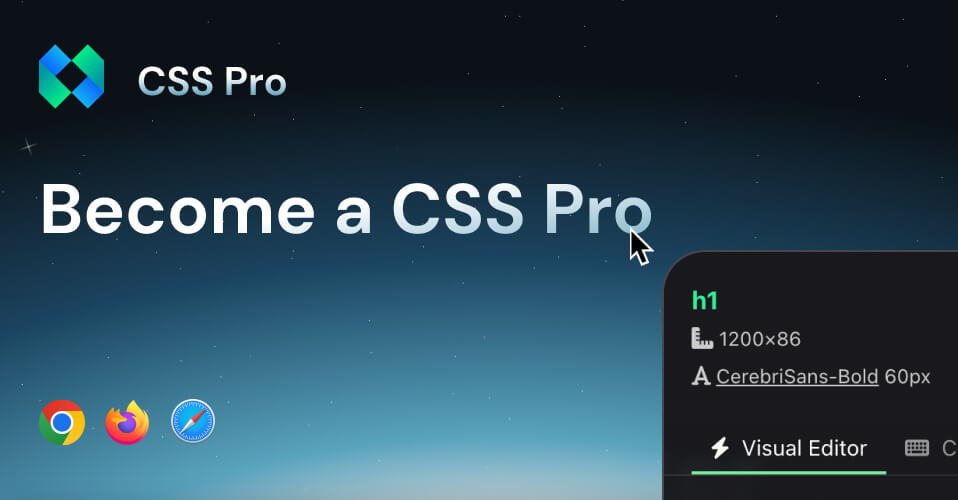 CSS Pro
Become a CSS Pro
h1
1200×86
CerebriSans-Bold 60px
Visual Editor